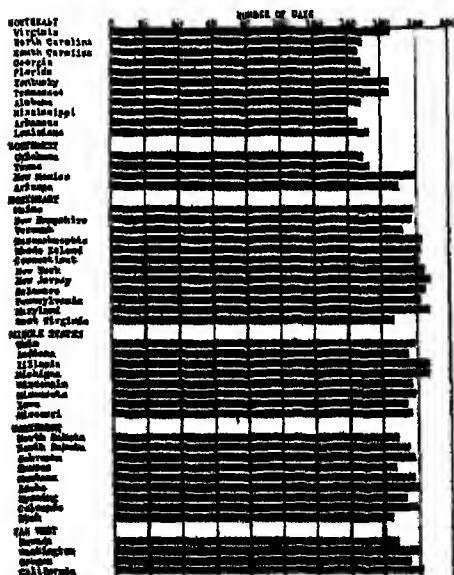 NUMBER OF DAYS
SOUTHEAST
Virginia
North Carolina
South Carolina
Georgia
Florida
Kentucky
Tennessee
Alabama
Mississippi
Arkansas
Louisiana
SOUTHWEST
Oklahoma
Texas
New Mexico
Arizona
NORTHEAST
Maine
New Hampshire
Vermont
Massachusetts
Rhode Island
Connecticut
New York
New Jersey
Delaware
Pennsylvania
Maryland
West Virginia
MIDDLE STATES
Ohio
Indiana
Illinois
Michigan
Wisconsin
Minnesota
Iowa
Missouri
NORTHWEST
North Dakota
South Dakota
Nebraska
Kansas
Montana
Idaho
Wyoming
Colorado
Utah
FAR WEST
Nevada
Washington
Oregon
California